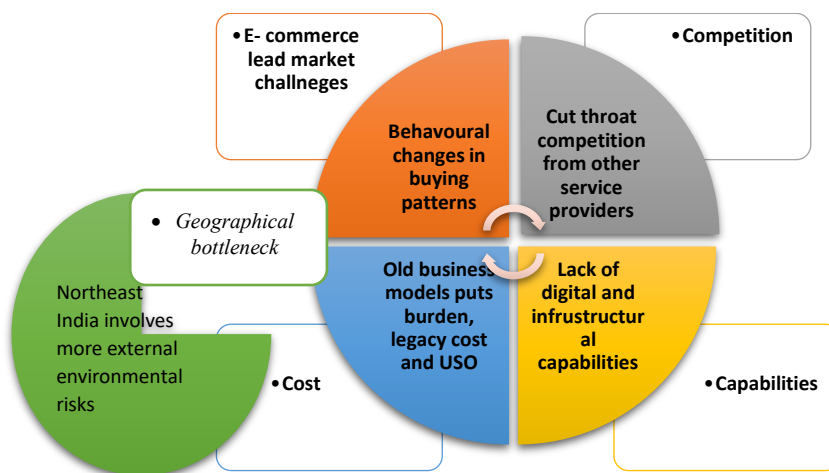 •E- commerce
lead market
challneges
•Competition
Behavoural
changes in
buying
patterns
Cut throat
competition
from other
service
providers
• Geographical
bottleneck
Northeast
India involves
more external
environmental
risks
Old business
models puts
burden,
legacy cost
and USO
Lack of
digital and
infrustructur
al
capabilities
•Cost
•Capabilities